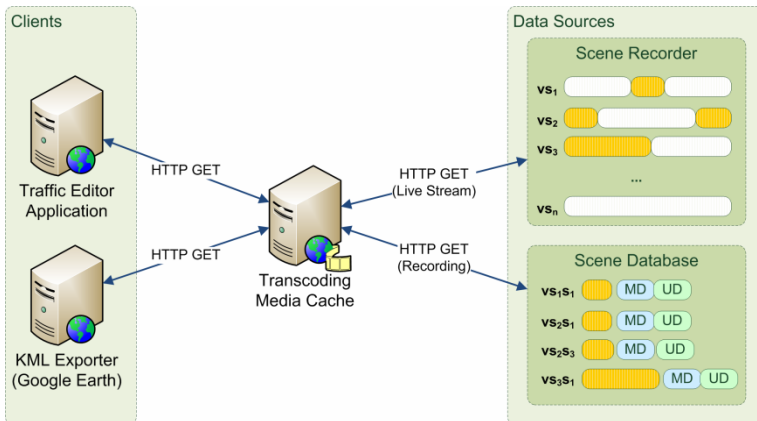 Clients
Traffic Editor
Application
KML Exporter
(Google Earth)
HTTP GET
HTTP GET
Transcoding
Media Cache
HTTP GET
(Live Stream)
HTTP GET
(Recording)
Data Sources
Scene Recorder
vs1
vs2
vs3
...
vsn
Scene Database
vs1s1 MD UD
vs2s1 MD UD
vs2s3 MD UD
vs3s1 MD UD